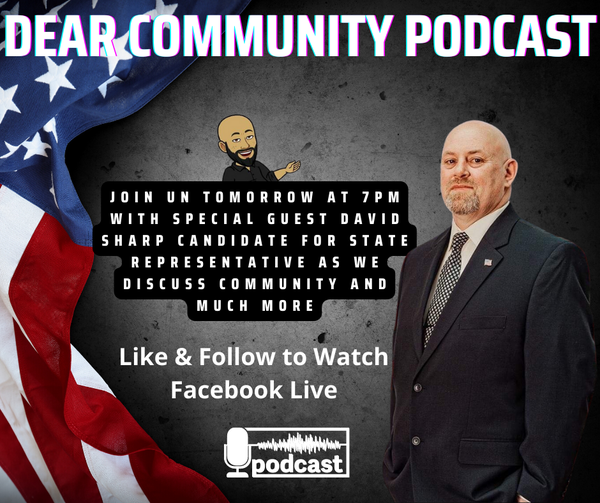 DEAR COMMUNITY PODCAST
JOIN UN TOMORROW AT 7PM
WITH SPECIAL GUEST DAVID
SHARP CANDIDATE FOR STATE
REPRESENTATIVE AS WE
DISCUSS COMMUNITY AND
MUCH MORE
Like & Follow to Watch
Facebook Live
podcast